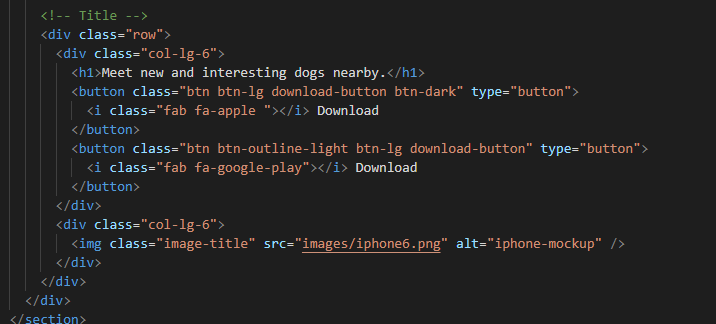 <!-- Title -->
<div class="row">
<div class="col-lg-6">
<h1>Meet new and interesting dogs nearby.</h1>
<button class="btn btn-lg download-button btn-dark" type="button">
<i class="fab fa-apple "></i> Download
</button>
<button class="btn btn-outline-light btn-lg download-button" type="button">
<i class="fab fa-google-play"></i> Download
</button>
</div>
<div class="col-lg-6">
<img class="image-title" src="images/iphone6.png" alt="iphone-mockup" />
</div>
</div>
</div>
</section>